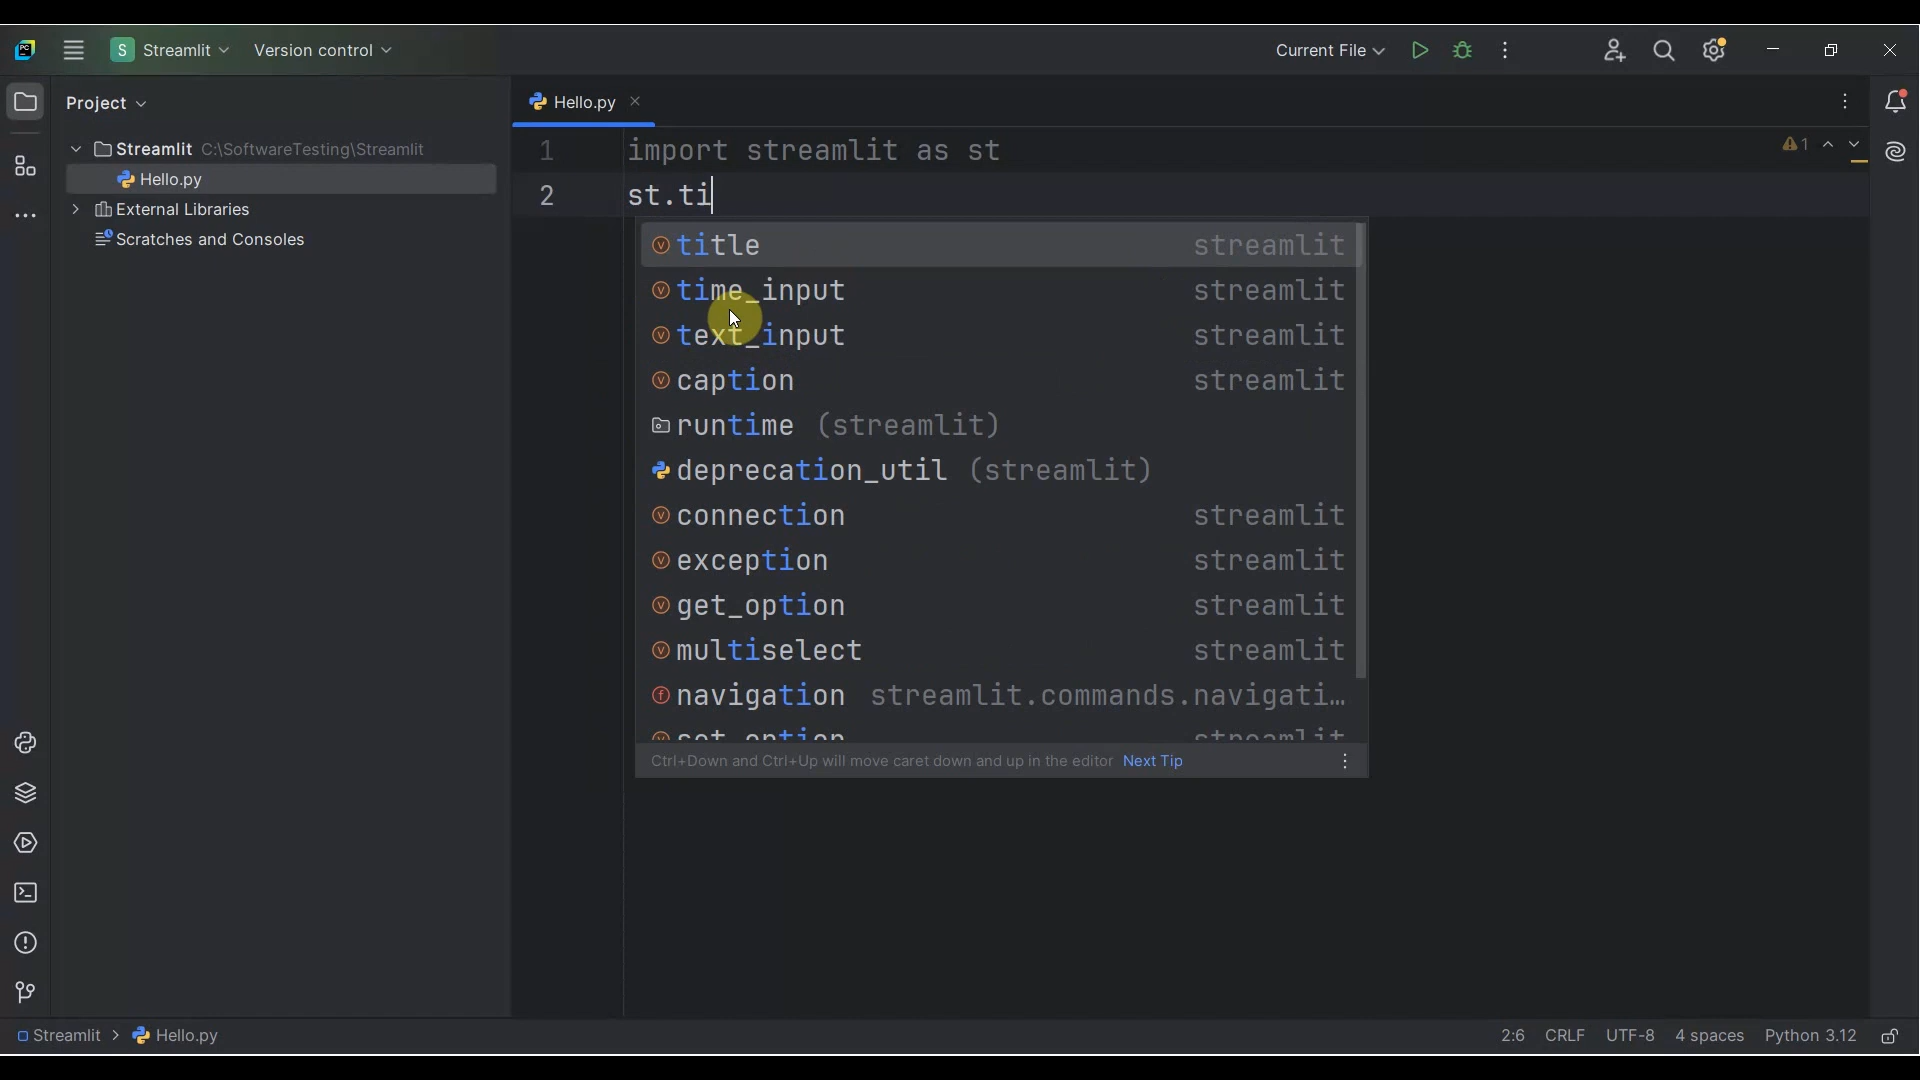 S Streamlit Version control Current File
Project Hello.py
Streamlit C:\SoftwareTesting\Streamlit
Hello.py
External Libraries
Scratches and Consoles
1 import streamlit as st 1
2 st.ti
title streamlit
time_input streamlit
text_input streamlit
caption streamlit
runtime (streamlit)
deprecation_util (streamlit)
connection streamlit
exception streamlit
get_option streamlit
multiselect streamlit
navigation streamlit.commands.navigati…
set_option streamlit
Ctrl+Down and Ctrl+Up will move caret down and up in the editor Next Tip
Streamlit > Hello.py 2:6 CRLF UTF-8 4 spaces Python 3.12